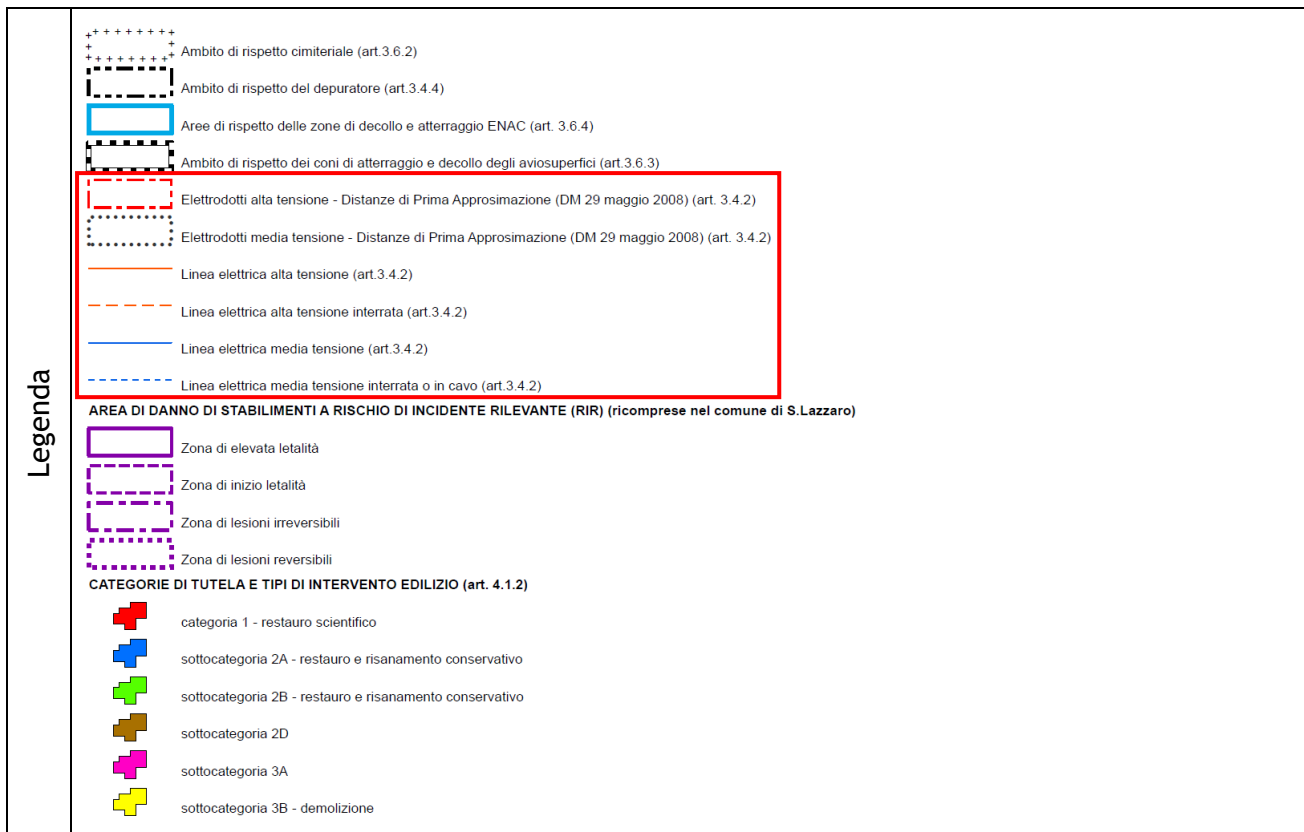 Legenda
Ambito di rispetto cimiteriale (art.3.6.2)
Ambito di rispetto del depuratore (art.3.4.4)
Aree di rispetto delle zone di decollo e atterraggio ENAC (art. 3.6.4)
Ambito di rispetto dei coni di atterraggio e decollo degli aviosuperfici (art.3.6.3)
Elettrodotti alta tensione - Distanze di Prima Approsimazione (DM 29 maggio 2008) (art. 3.4.2)
Elettrodotti media tensione - Distanze di Prima Approsimazione (DM 29 maggio 2008) (art. 3.4.2)
Linea elettrica alta tensione (art.3.4.2)
Linea elettrica alta tensione interrata (art.3.4.2)
Linea elettrica media tensione (art.3.4.2)
Linea elettrica media tensione interrata o in cavo (art.3.4.2)
AREA DI DANNO DI STABILIMENTI A RISCHIO DI INCIDENTE RILEVANTE (RIR) (ricomprese nel comune di S.Lazzaro)
Zona di elevata letalità
Zona di inizio letalità
Zona di lesioni irreversibili
Zona di lesioni reversibili
CATEGORIE DI TUTELA E TIPI DI INTERVENTO EDILIZIO (art. 4.1.2)
categoria 1 - restauro scientifico
sottocategoria 2A - restauro e risanamento conservativo
sottocategoria 2B - restauro e risanamento conservativo
sottocategoria 2D
sottocategoria 3A
sottocategoria 3B - demolizione